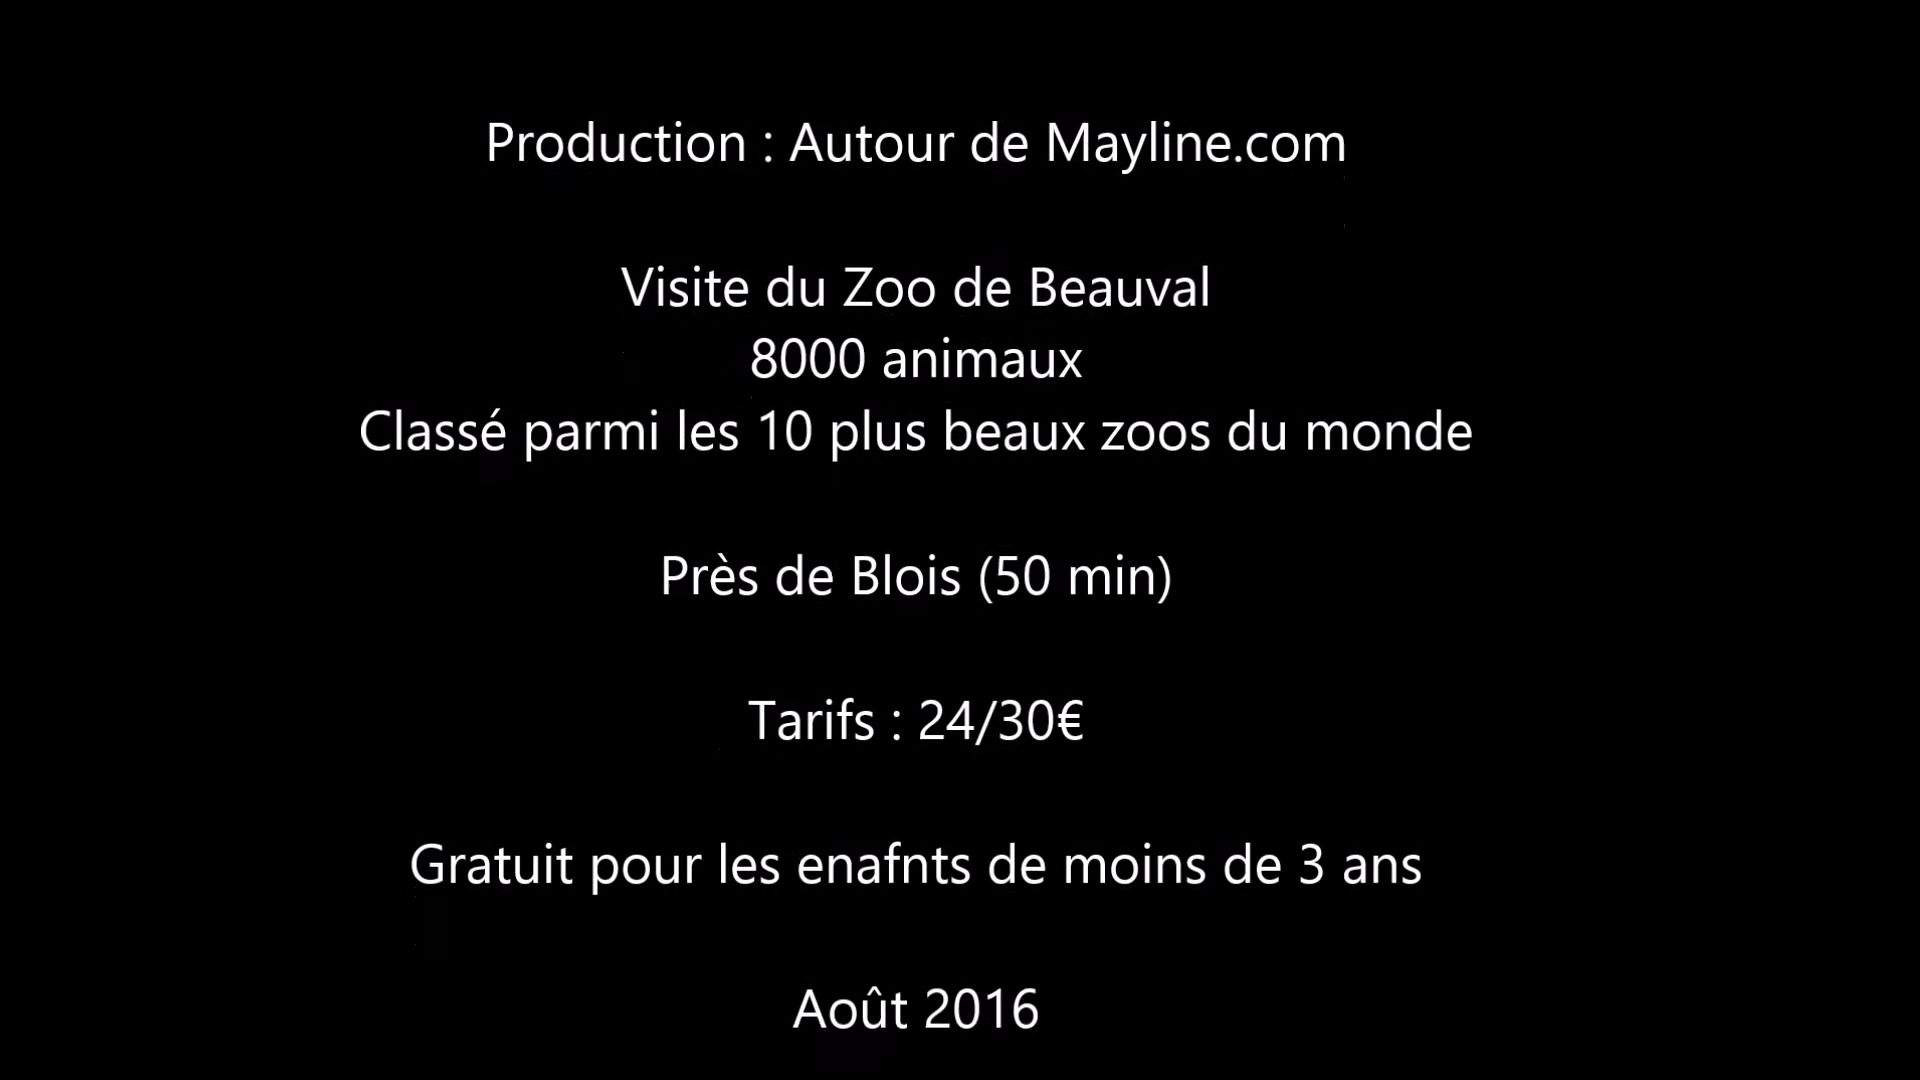 Production : Autour de Mayline.com
Visite du Zoo de Beauval
8000 animaux
Classé parmi les 10 plus beaux zoos du monde
Près de Blois (50 min)
Tarifs : 24/30€
Gratuit pour les enafnts de moins de 3 ans
Août 2016